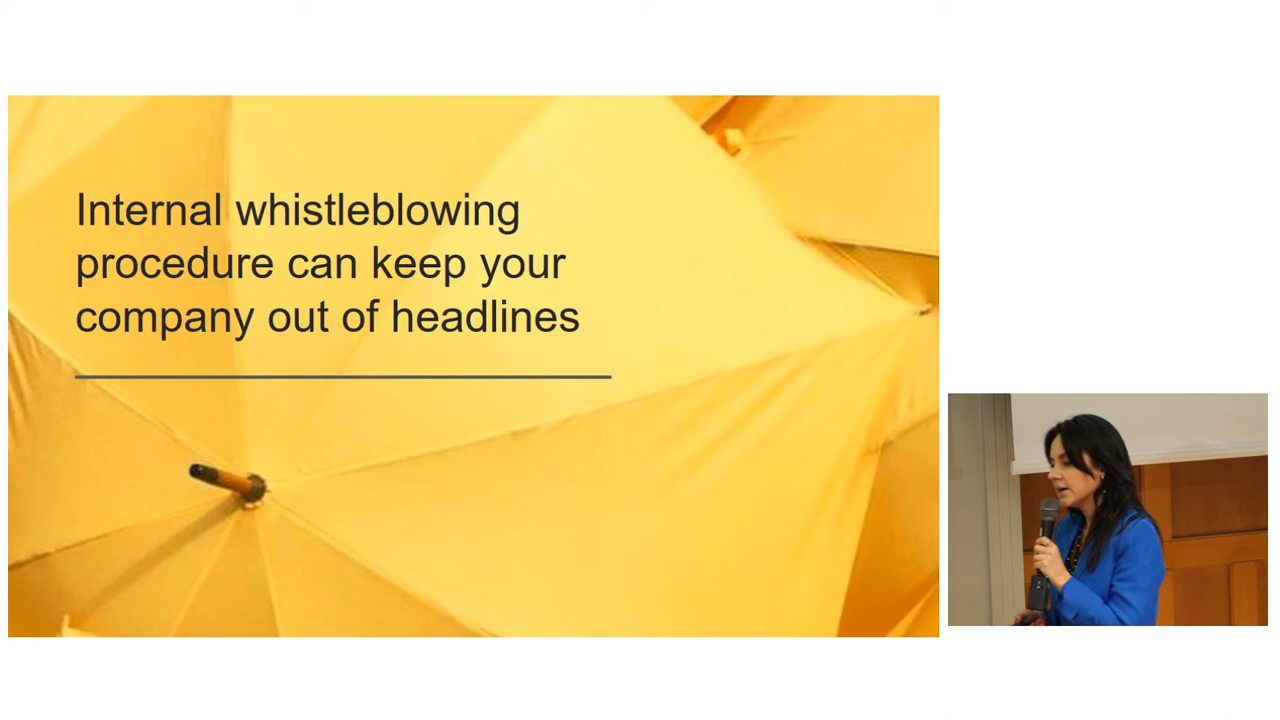 Internal whistleblowing
procedure can keep your
company out of headlines